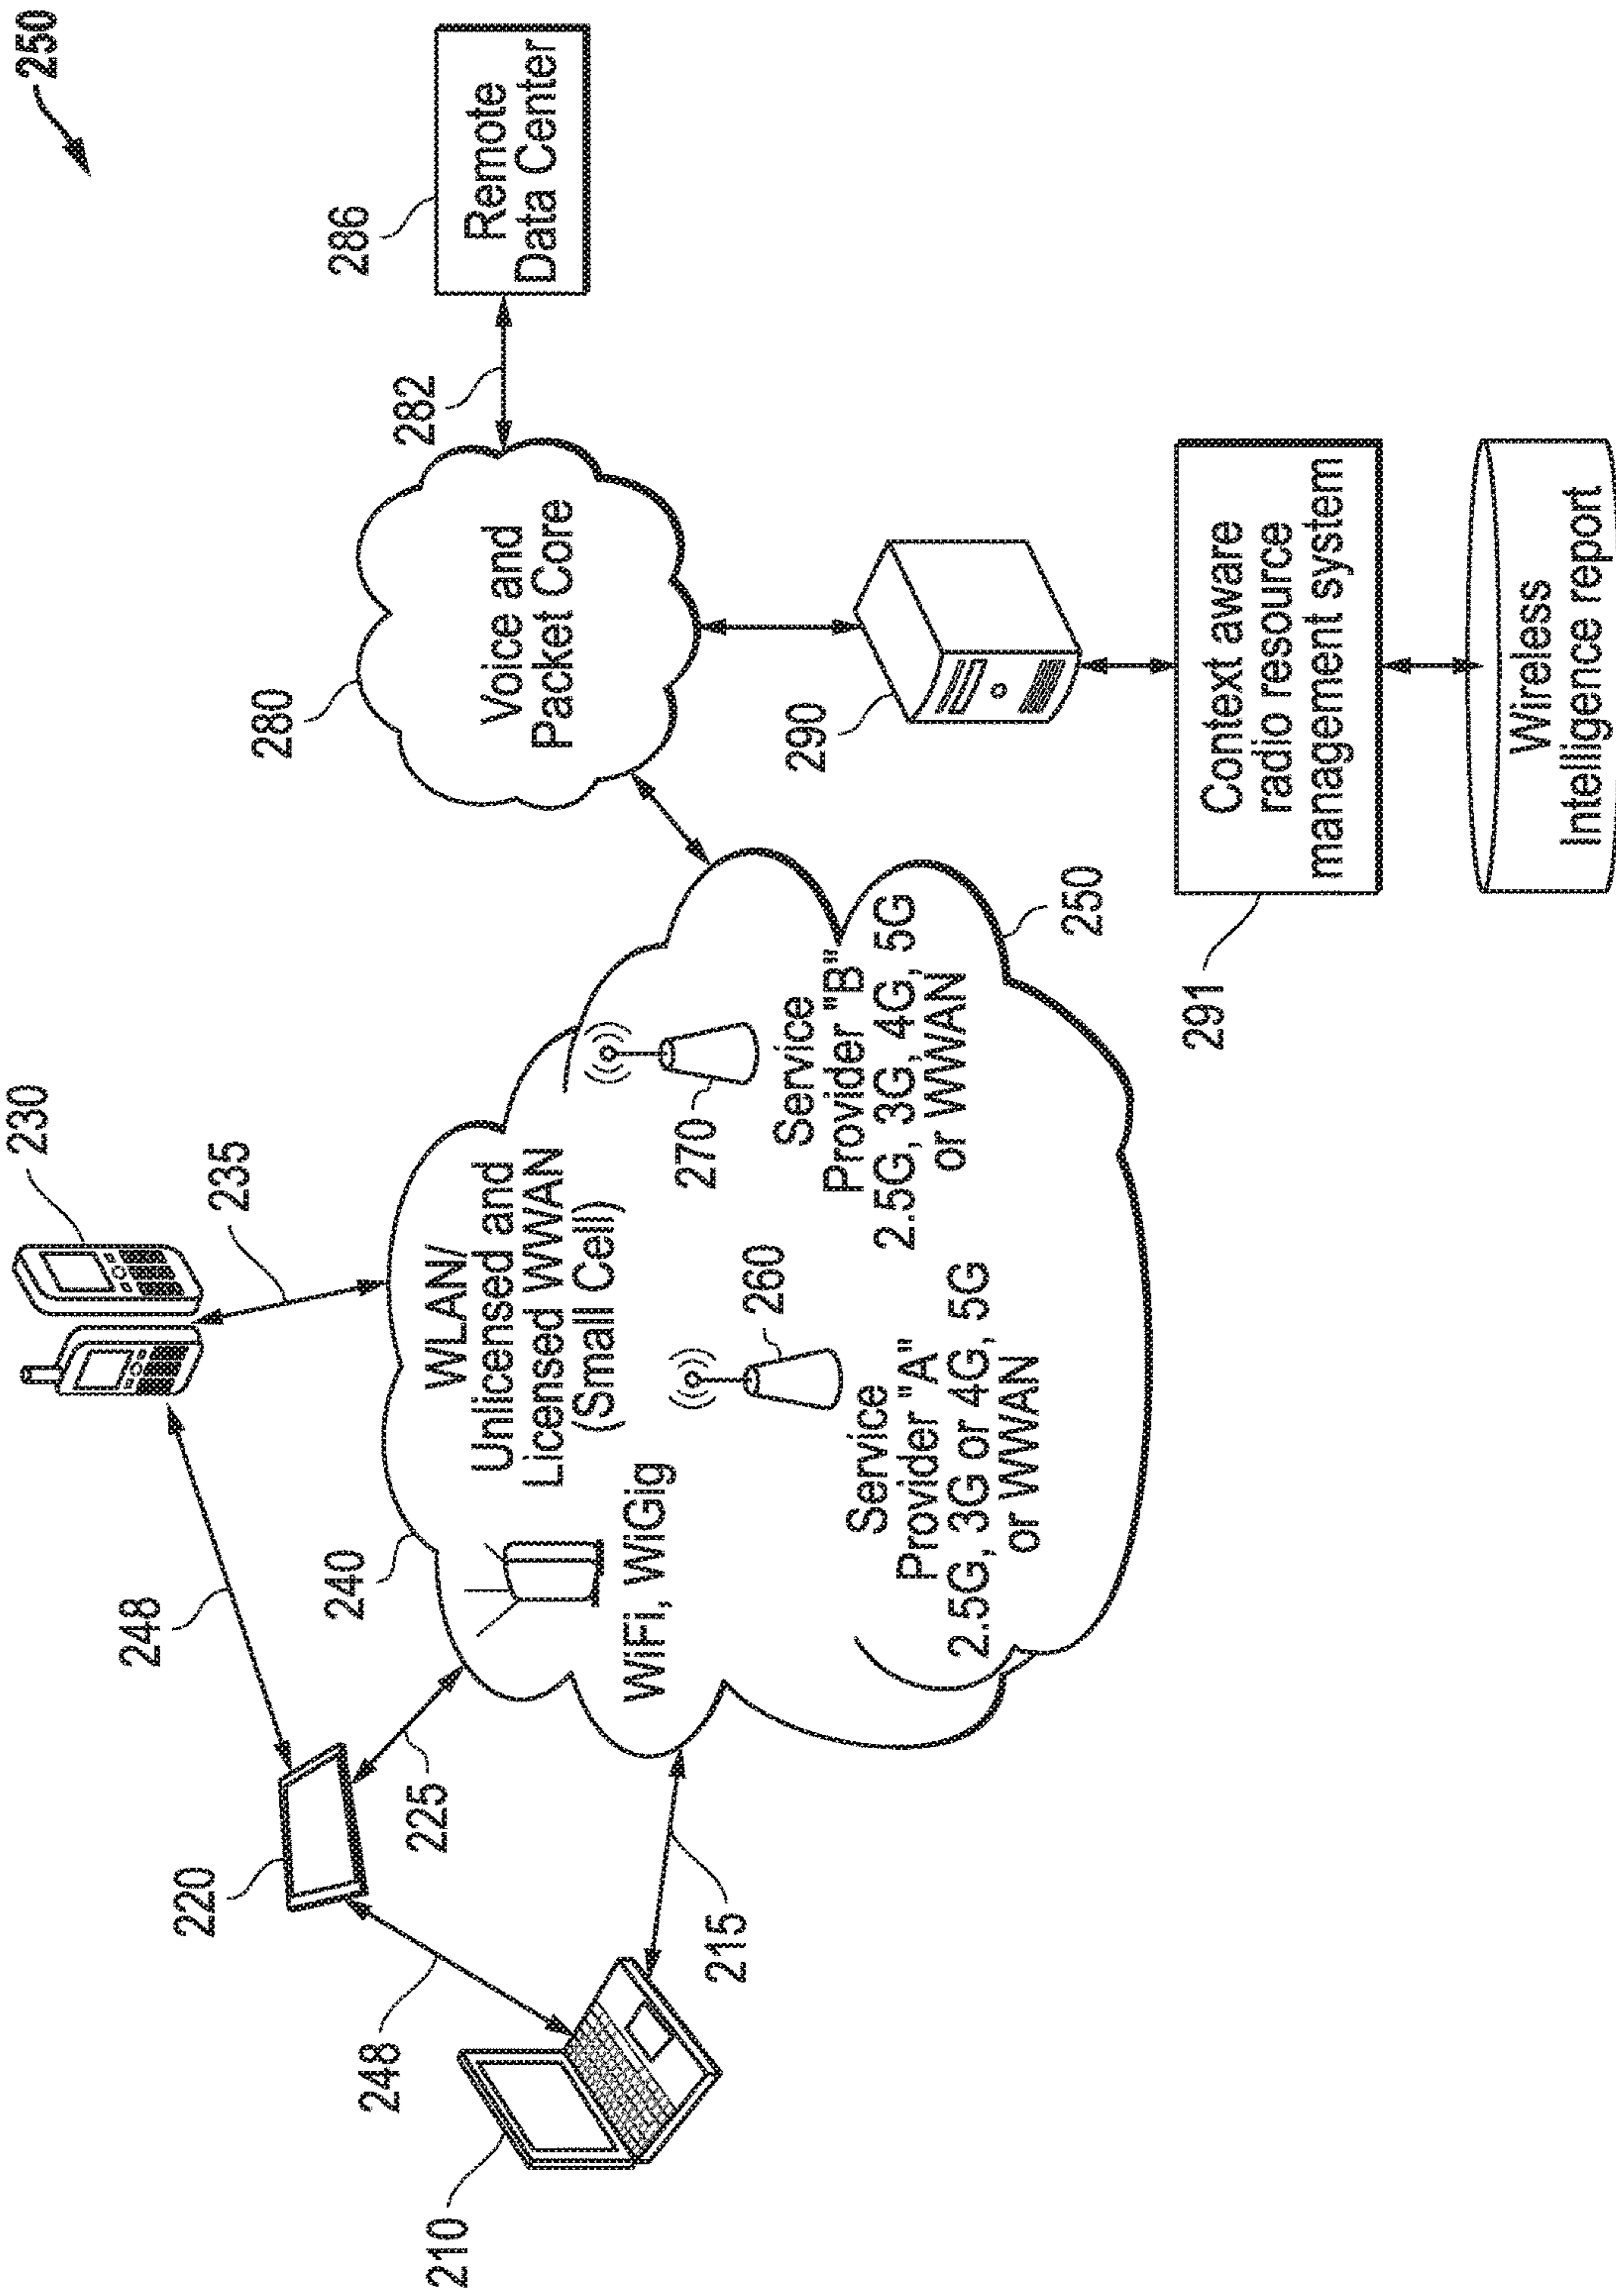 250
230
235
248
240
220
225
248
210
215
WLAN/
Unlicensed and
Licensed WWAN
(Small Cell)
WiFi, WiGig
260
270
Service
Provider "A"
2.5G, 3G or 4G, 5G
or WWAN
Service
Provider "B"
2.5G, 3G, 4G, 5G
or WWAN
250
280
Voice and
Packet Core
282
286
Remote
Data Center
290
291
Context aware
radio resource
management system
Wireless
Intelligence report